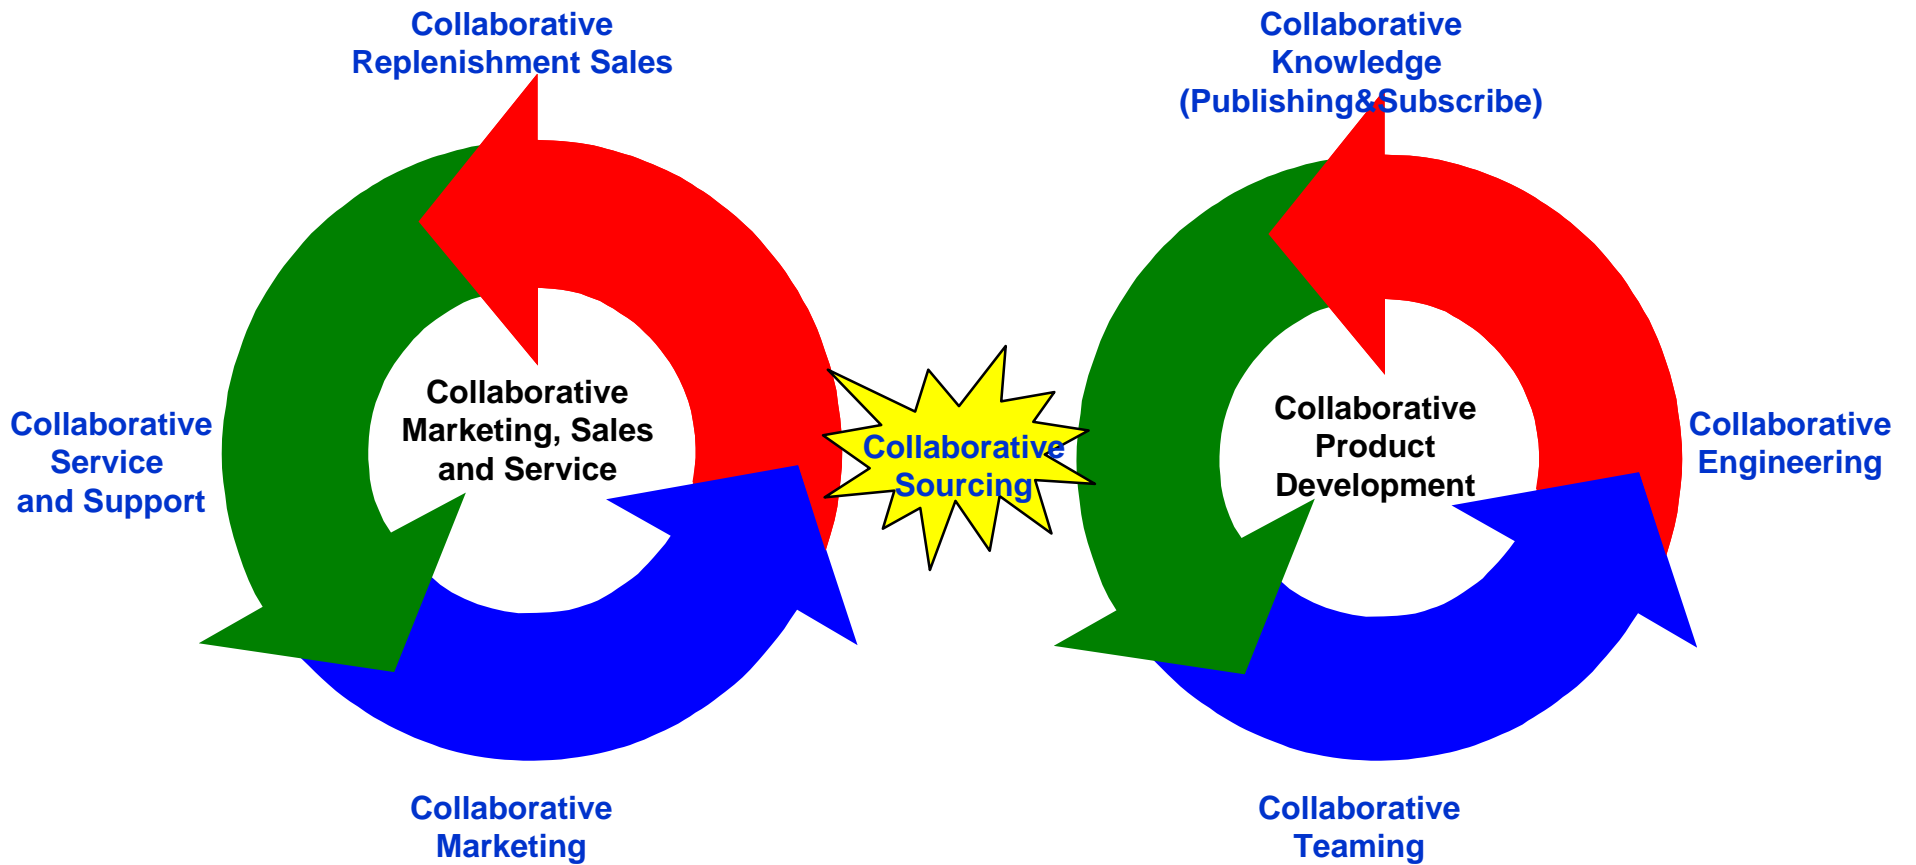 Collaborative
Replenishment Sales
Collaborative
Knowledge
(Publishing&Subscribe)
Collaborative
Service
and Support
Collaborative
Marketing, Sales
and Service
Collaborative
Sourcing
Collaborative
Product
Development
Collaborative
Engineering
Collaborative
Marketing
Collaborative
Teaming